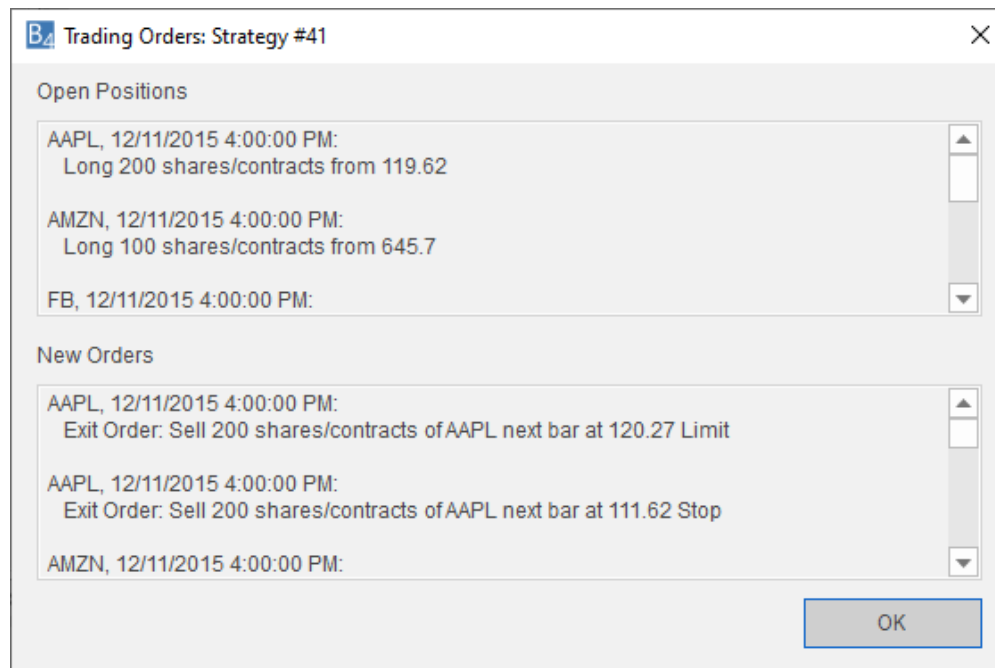 B4 Trading Orders: Strategy #41
Open Positions
AAPL, 12/11/2015 4:00:00 PM:
Long 200 shares/contracts from 119.62
AMZN, 12/11/2015 4:00:00 PM:
Long 100 shares/contracts from 645.7
FB, 12/11/2015 4:00:00 PM:
New Orders
AAPL, 12/11/2015 4:00:00 PM:
Exit Order: Sell 200 shares/contracts of AAPL next bar at 120.27 Limit
AAPL, 12/11/2015 4:00:00 PM:
Exit Order: Sell 200 shares/contracts of AAPL next bar at 111.62 Stop
AMZN, 12/11/2015 4:00:00 PM:
OK